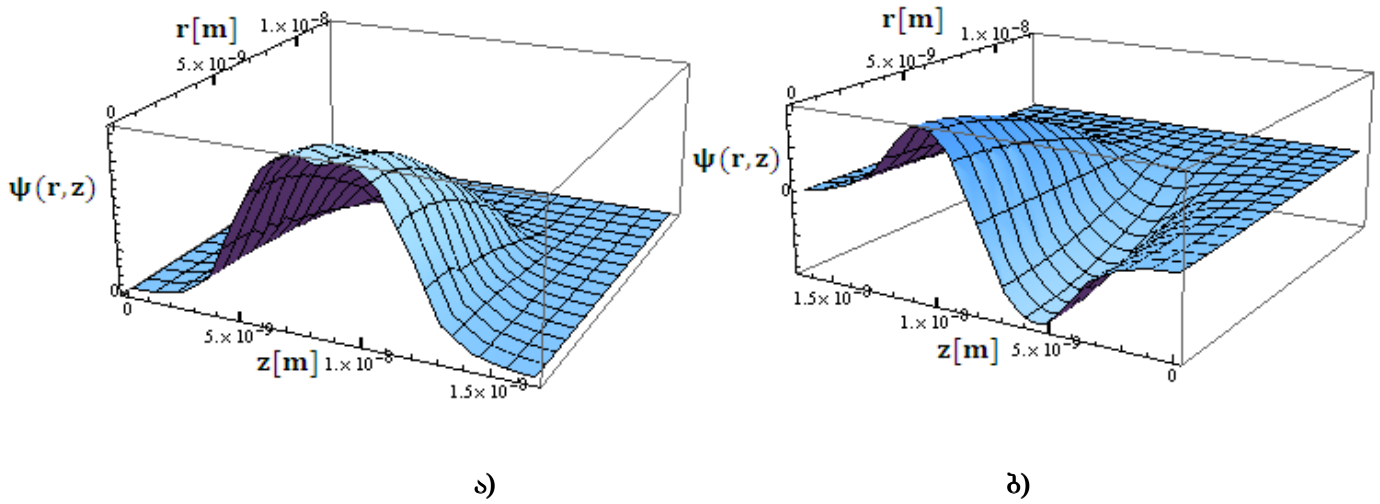 r[m]
1.×10⁻⁸
5.×10⁻⁹
0
ψ(r,z)
0
0
5.×10⁻⁹
z[m]
1.×10⁻⁸
1.5×10⁻⁸
ა)
r[m]
1.×10⁻⁸
5.×10⁻⁹
0
ψ(r,z)
0
1.5×10⁻⁸
1.×10⁻⁸
z[m]
5.×10⁻⁹
0
ბ)